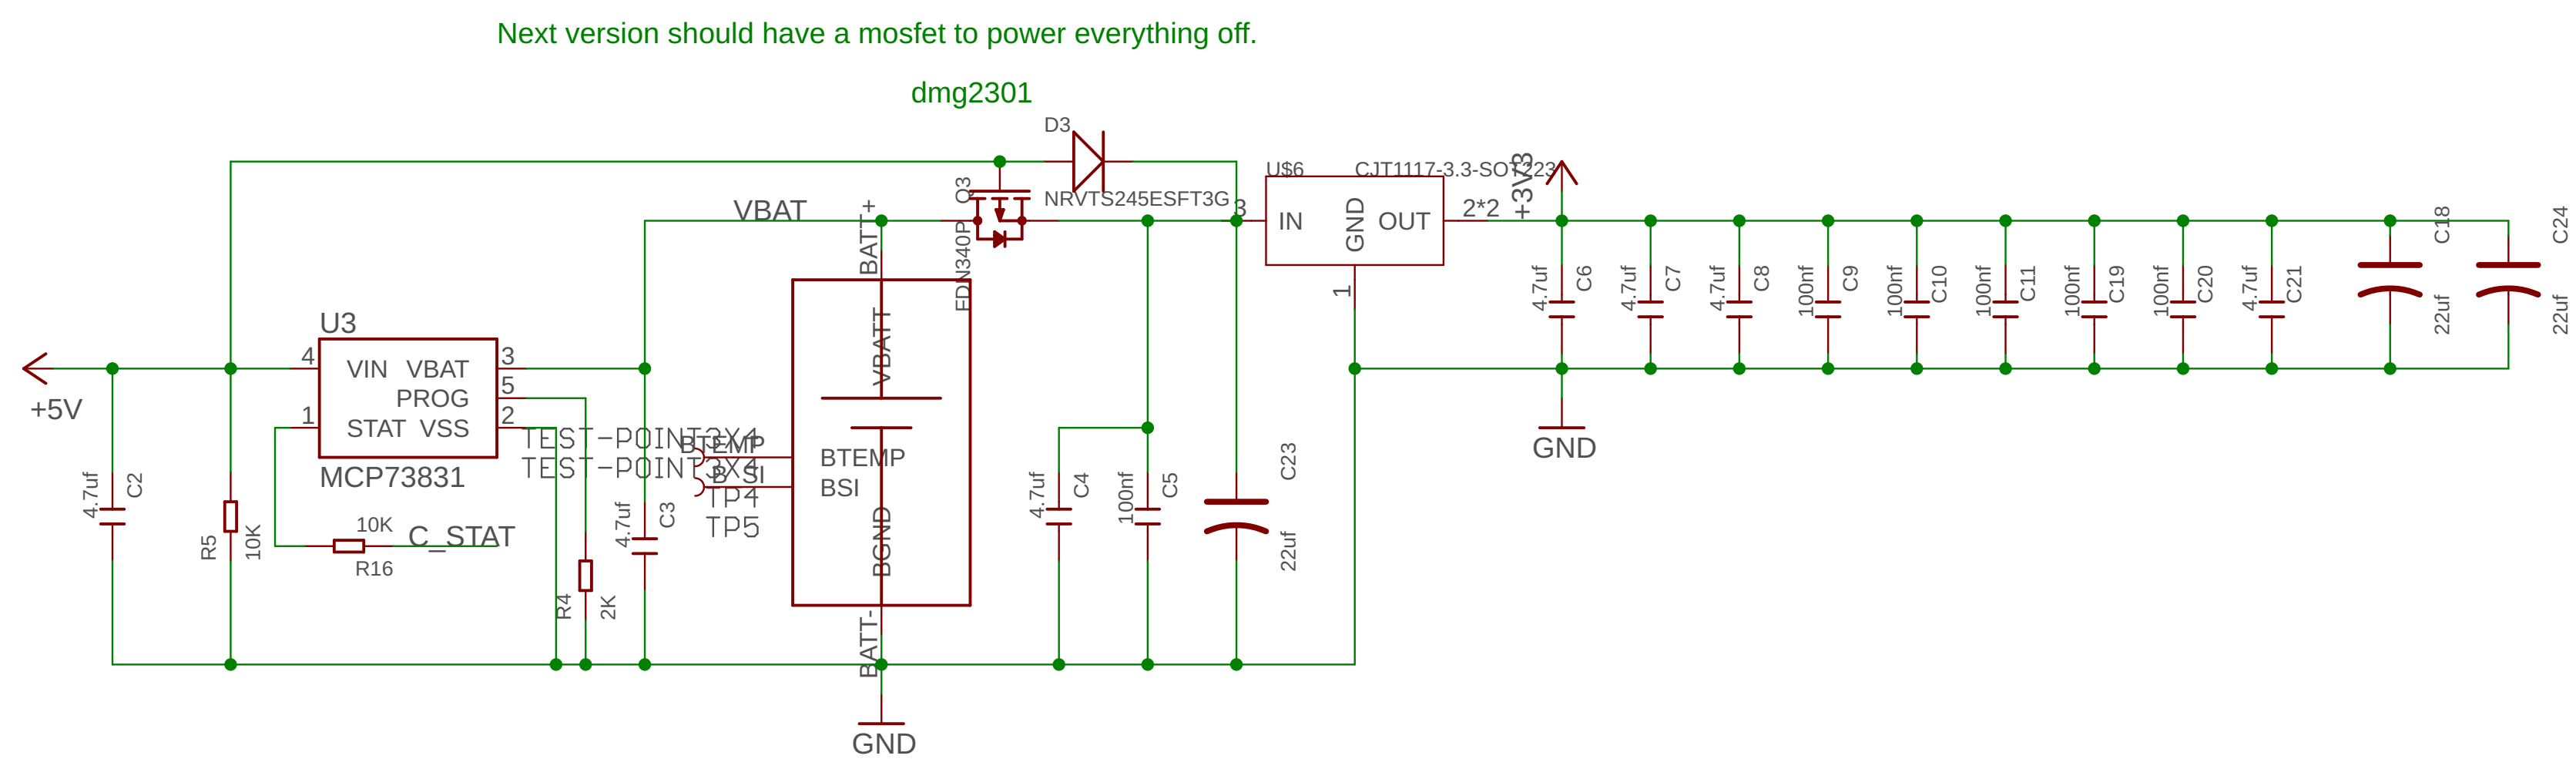 Next version should have a mosfet to power everything off.
dmg2301
D3
NRVTS245ESFT3G
Q3
FDN340P
VBAT
BATT+
U$6
CJT1117-3.3-SOT223
+3V3
3
IN
GND
OUT
2*2
1
4.7uf
C6
4.7uf
C7
4.7uf
C8
100nf
C9
100nf
C10
100nf
C11
100nf
C19
100nf
C20
4.7uf
C21
C18
22uf
C24
22uf
GND
U3
4
VIN
VBAT
3
PROG
5
1
STAT
VSS
2
MCP73831
+5V
4.7uf
C2
R5
10K
10K
R16
C_STAT
R4
2K
4.7uf
C3
TEST-POINT3X4
TEST-POINT3X4
BTEMP
B_SI
TP4
TP5
VBATT
BTEMP
BSI
BGND
BATT-
GND
4.7uf
C4
100nf
C5
C23
22uf